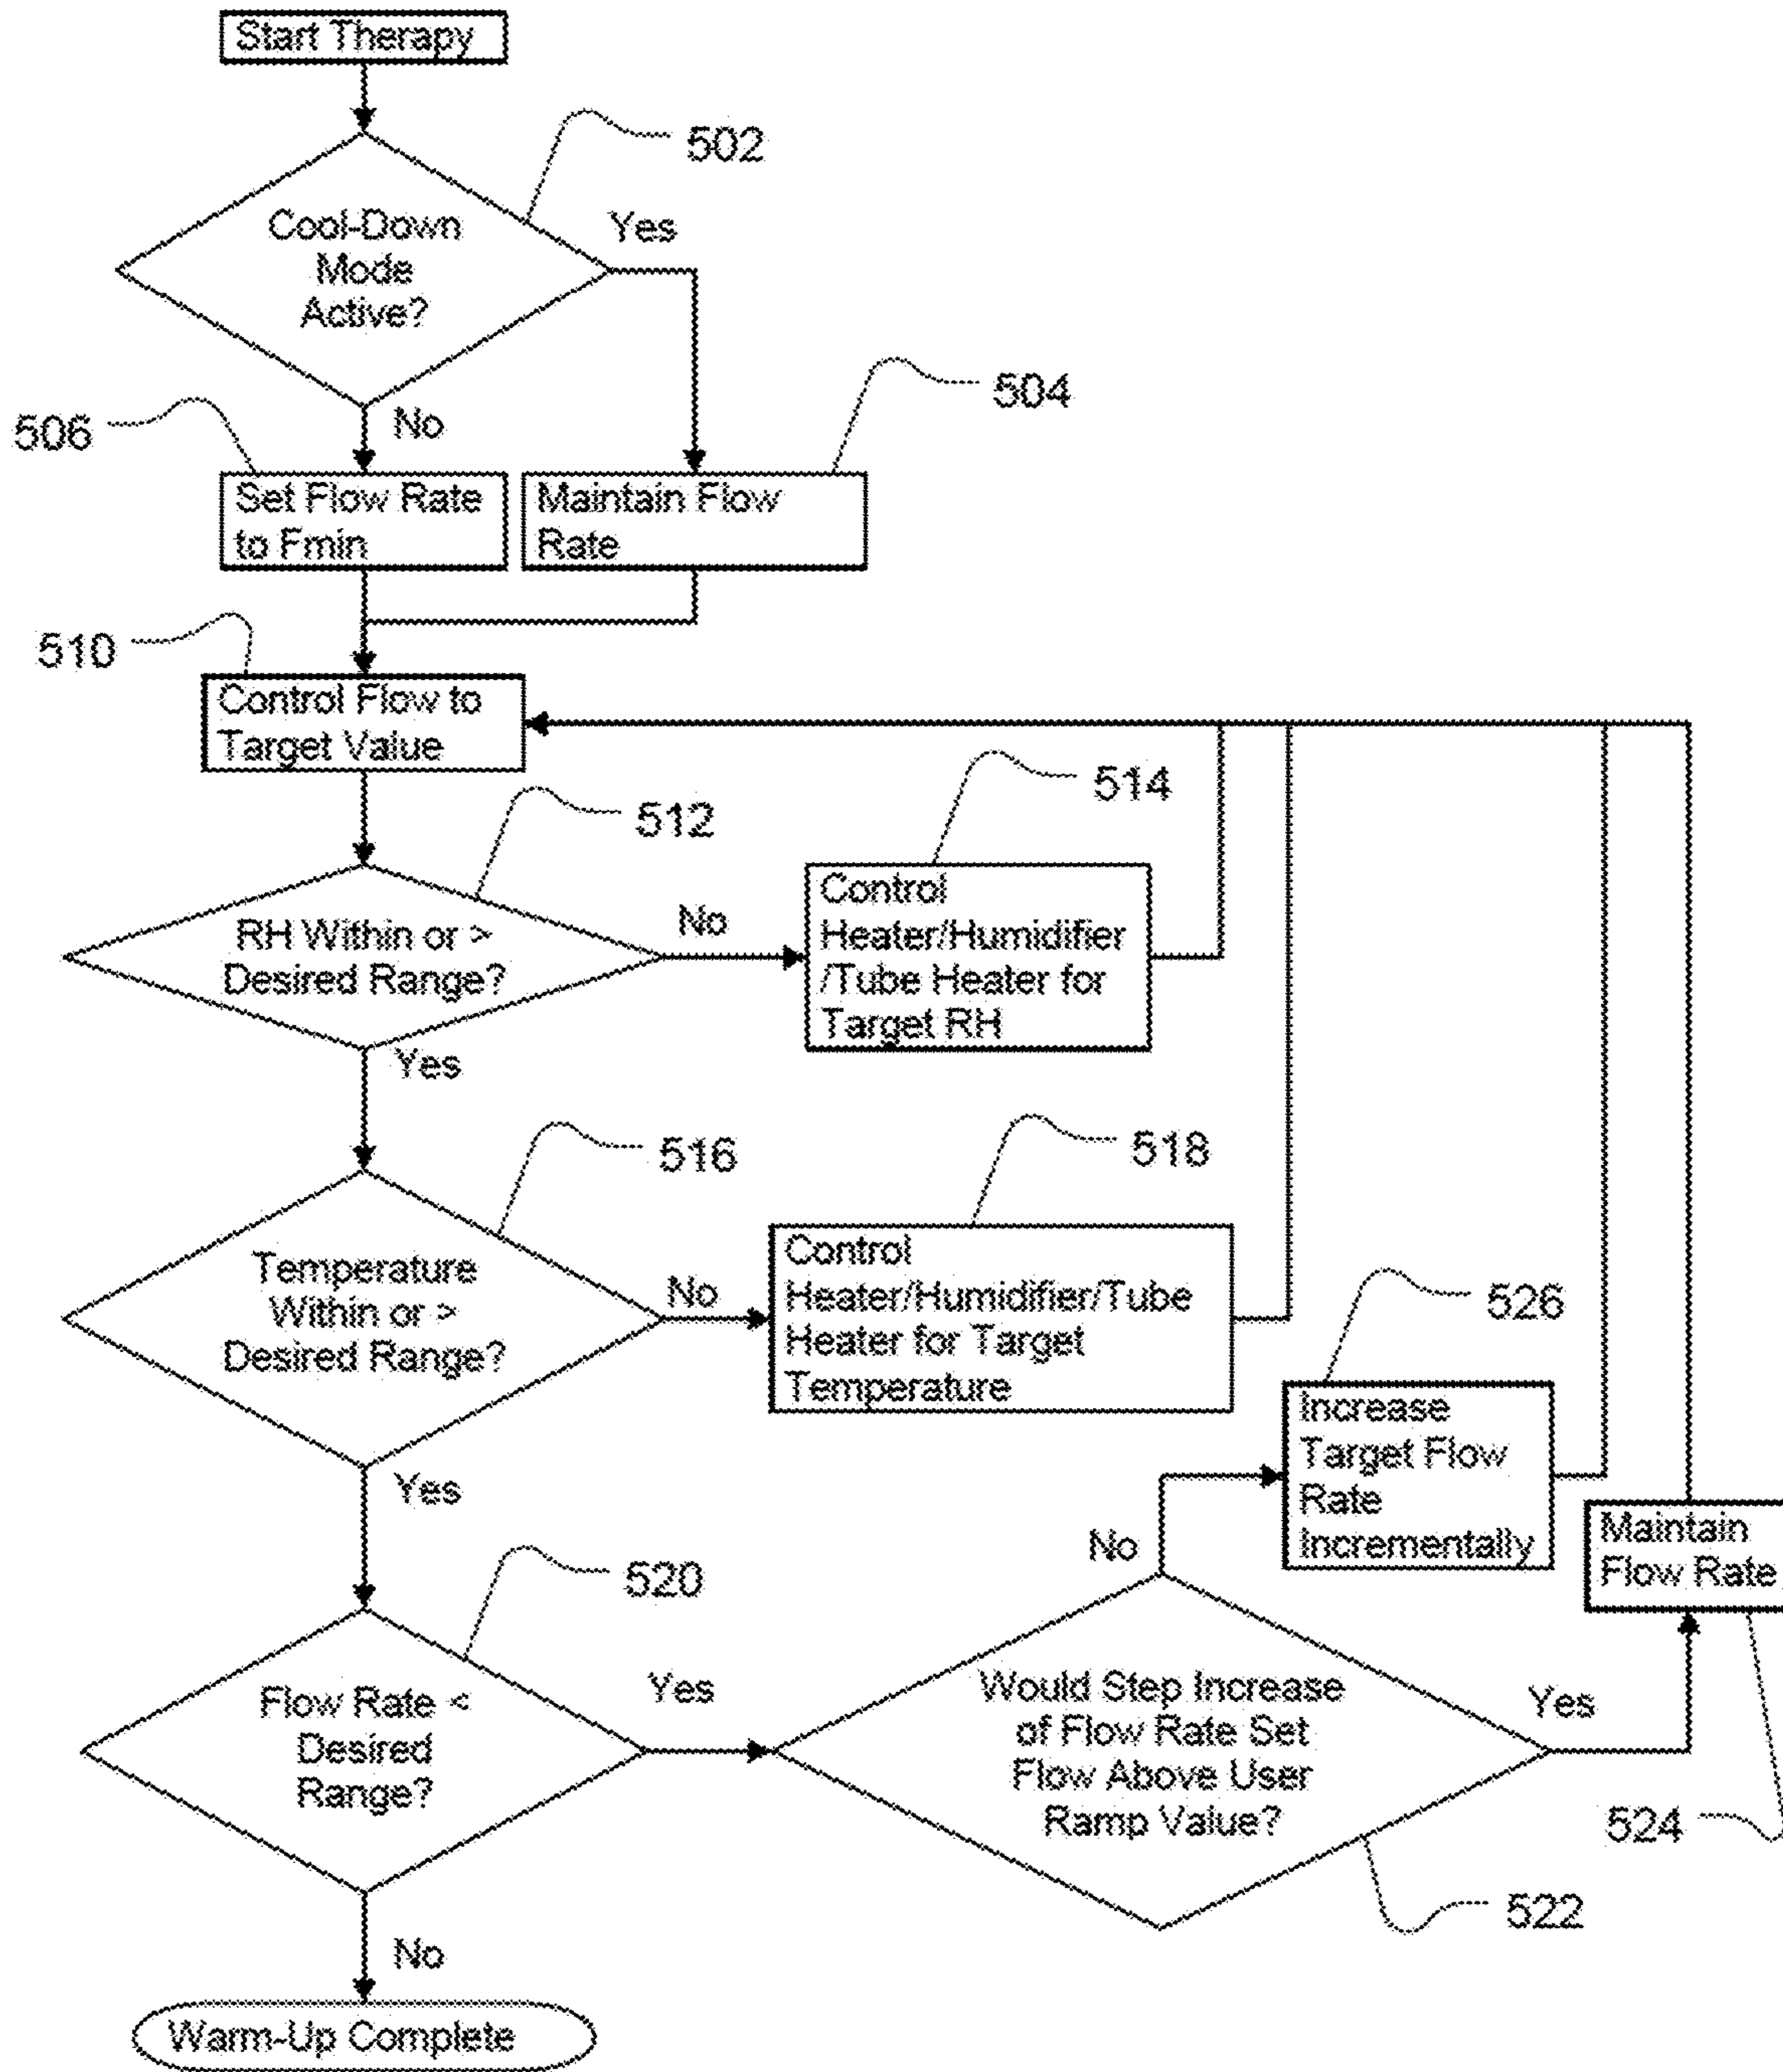 Start Therapy
502
Cool-Down
Mode
Active?
Yes
No
504
506
Set Flow Rate
to Fmin
Maintain Flow
Rate
510
Control Flow to
Target Value
512
514
RH Within or >
Desired Range?
No
Control
Heater/Humidifier
/Tube Heater for
Target RH
Yes
516
518
Temperature
Within or >
Desired Range?
No
Control
Heater/Humidifier/Tube
Heater for Target
Temperature
Yes
526
Increase
Target Flow
Rate
Incrementally
Maintain
Flow Rate
520
No
Flow Rate <
Desired
Range?
Yes
Would Step Increase
of Flow Rate Set
Flow Above User
Ramp Value?
Yes
524
522
No
Warm-Up Complete